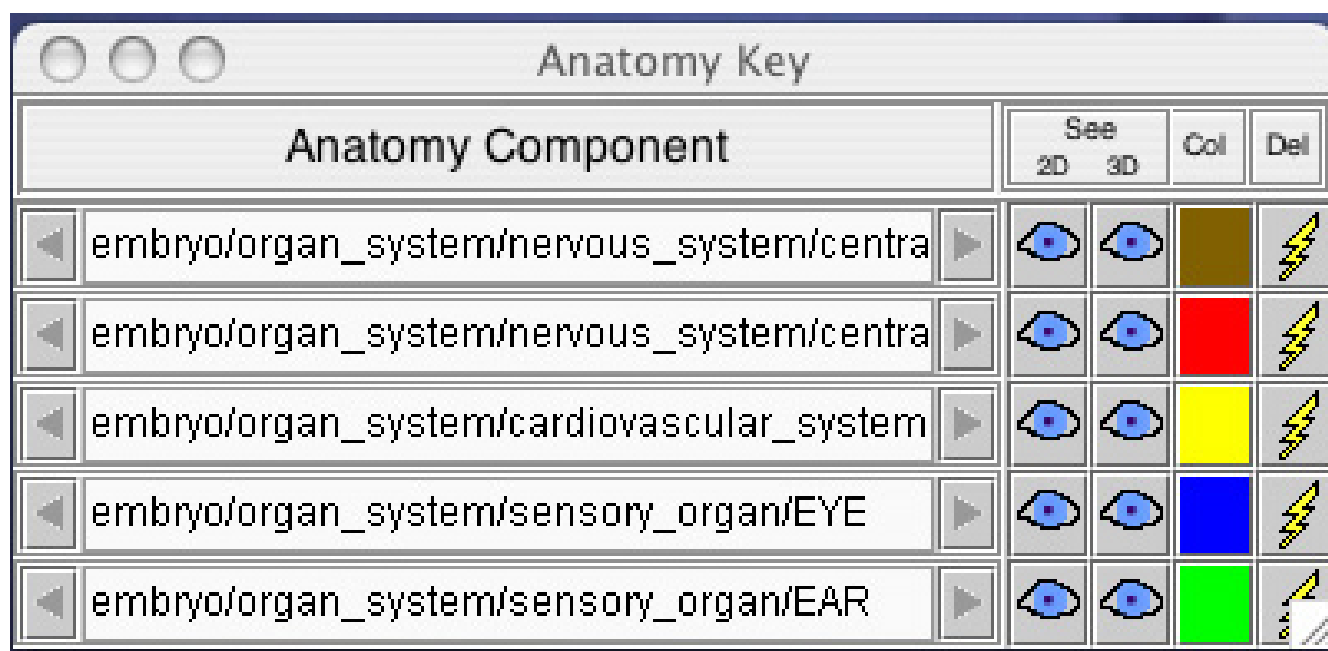 Anatomy Key
Anatomy Component
See
2D 3D
Col
Del
embryo/organ_system/nervous_system/centra
embryo/organ_system/nervous_system/centra
embryo/organ_system/cardiovascular_system
embryo/organ_system/sensory_organ/EYE
embryo/organ_system/sensory_organ/EAR